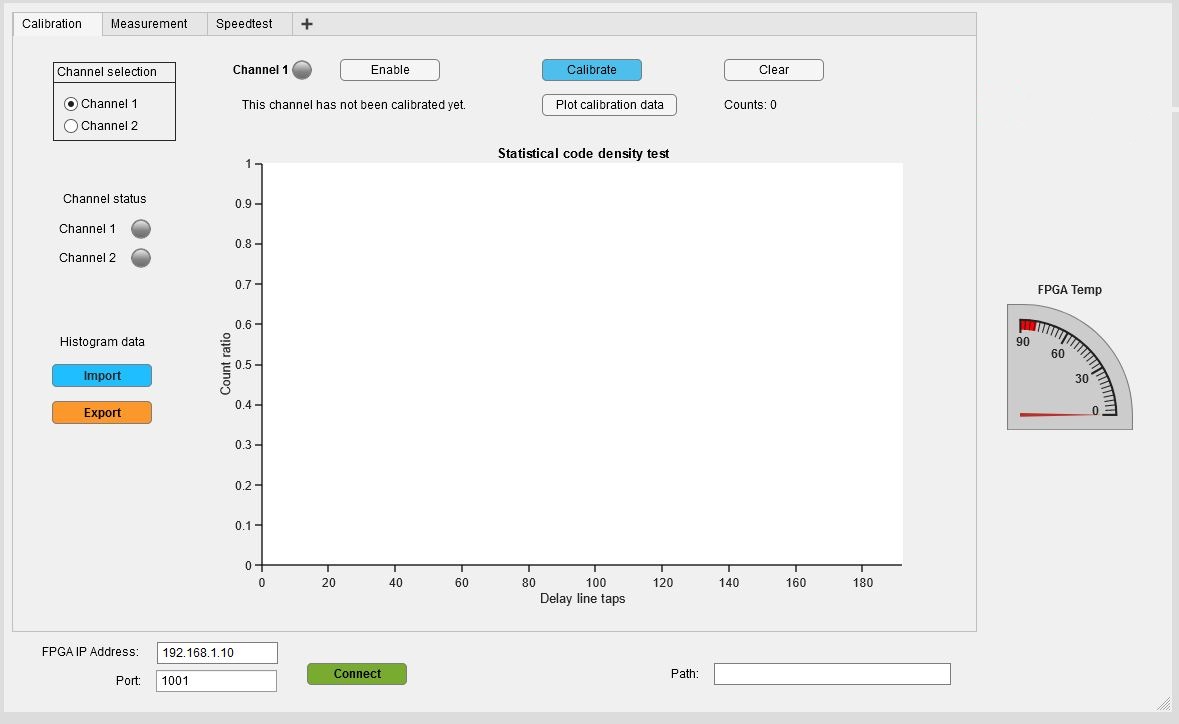 Calibration Measurement Speedtest +
Channel selection
Channel 1
Channel 2
Channel 1 Enable Calibrate Clear
This channel has not been calibrated yet. Plot calibration data Counts: 0
Channel status
Channel 1
Channel 2
Histogram data
Import
Export
Statistical code density test
1
0.9
0.8
0.7
0.6
0.5
0.4
0.3
0.2
0.1
0
Count ratio
0 20 40 60 80 100 120 140 160 180
Delay line taps
FPGA Temp
90
60
30
0
FPGA IP Address: 192.168.1.10
Port: 1001
Connect
Path: